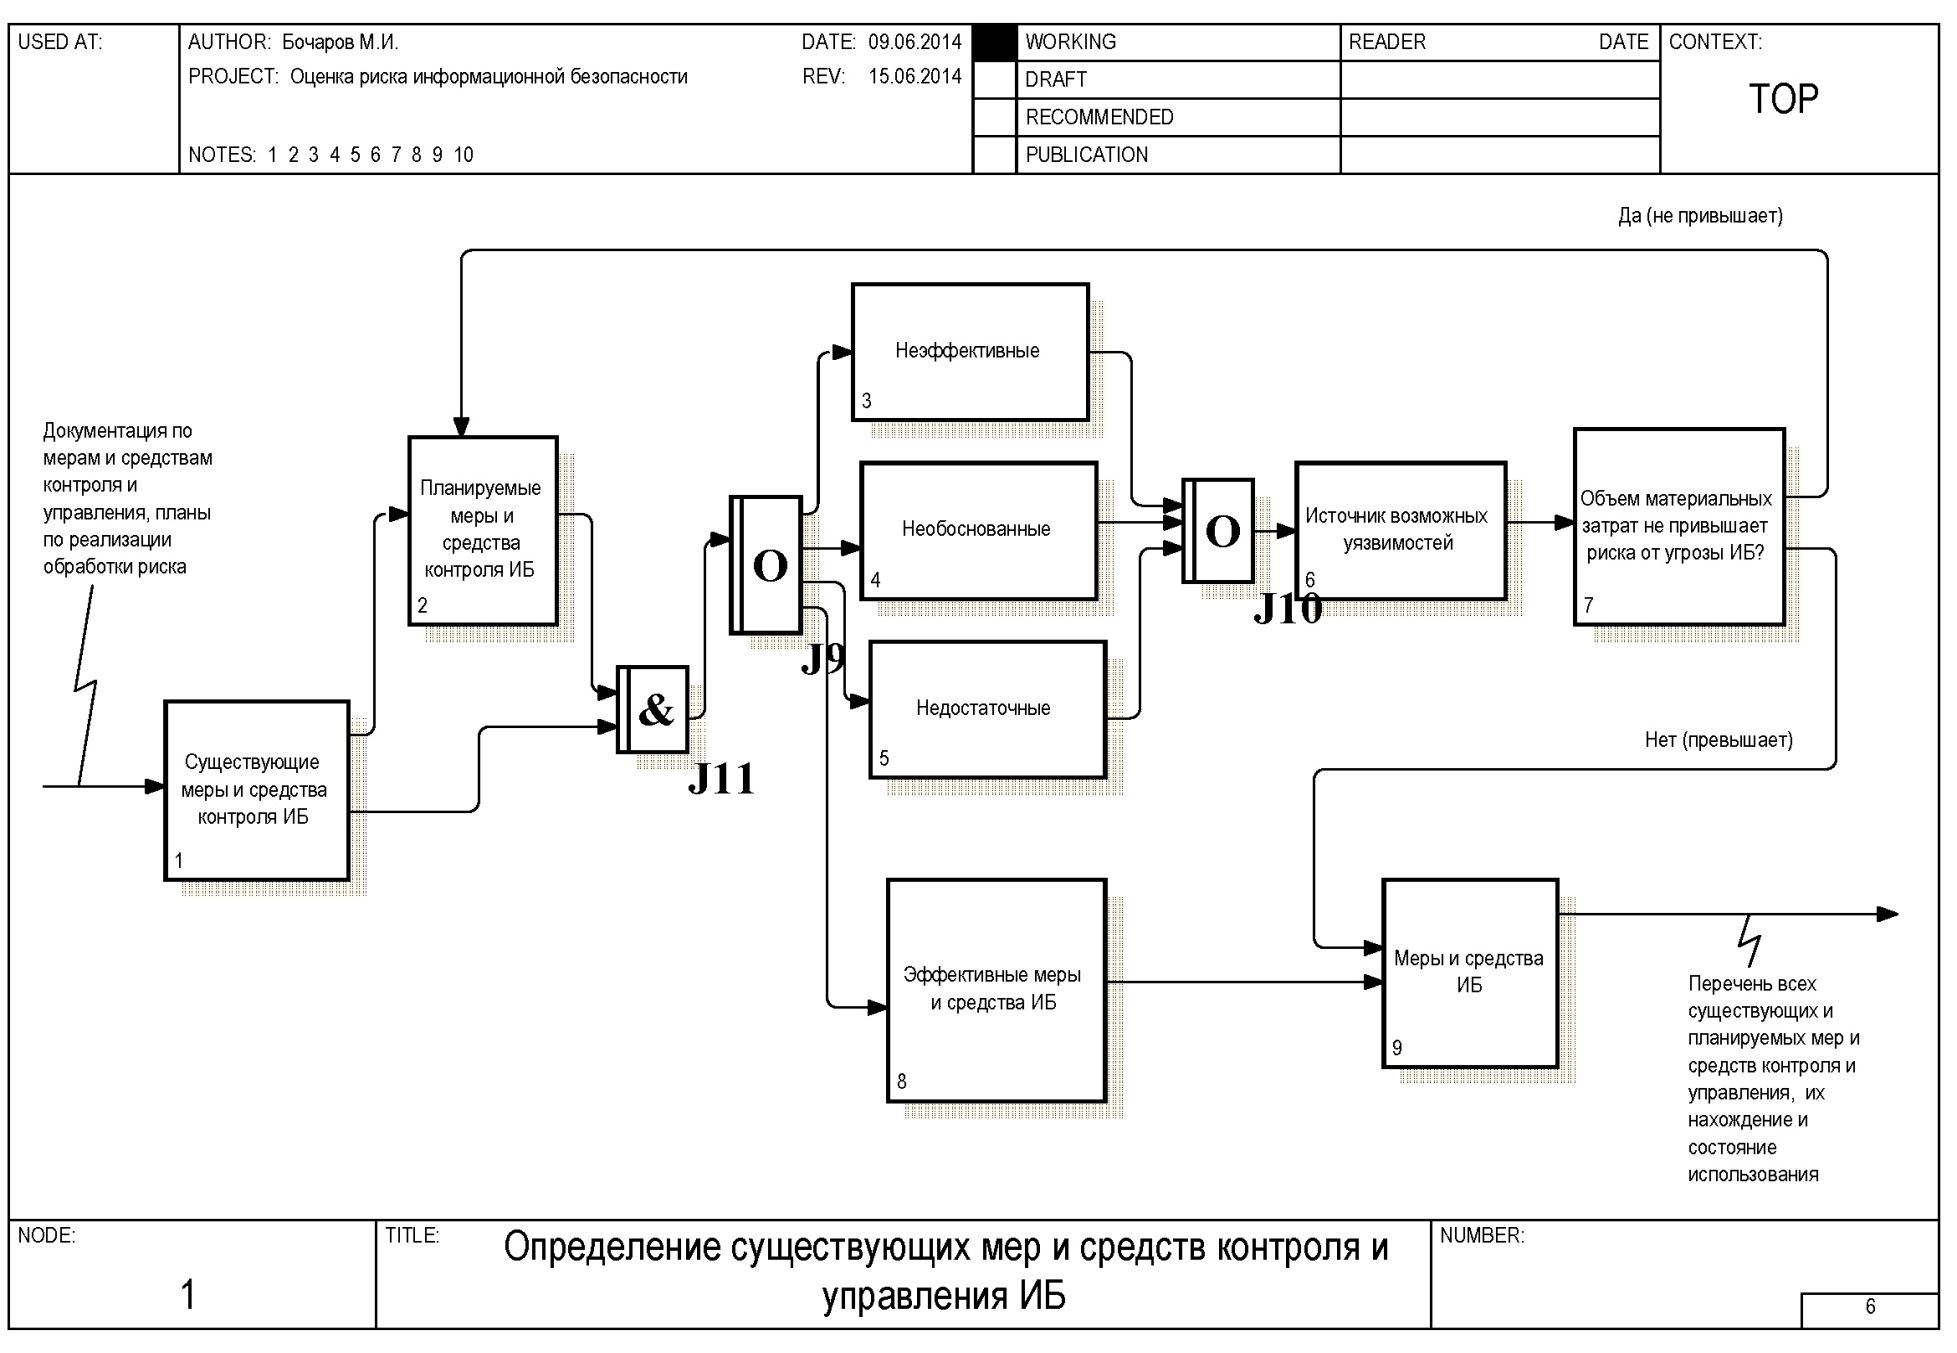 USED AT:
AUTHOR: Бочаров М.И.
DATE: 09.06.2014
PROJECT: Оценка риска информационной безопасности
REV: 15.06.2014
NOTES: 1 2 3 4 5 6 7 8 9 10
WORKING
DRAFT
RECOMMENDED
PUBLICATION
READER DATE
CONTEXT:
TOP
Да (не привышает)
Документация по
мерам и средствам
контроля и
управления, планы
по реализации
обработки риска
Существующие
меры и средства
контроля ИБ
1
Планируемые
меры и
средства
контроля ИБ
2
&
J11
O
J9
Неэффективные
3
Необоснованные
4
Недостаточные
5
O
J10
Источник возможных
уязвимостей
6
Объем материальных
затрат не привышает
риска от угрозы ИБ?
7
Нет (превышает)
Эффективные меры
и средства ИБ
8
Меры и средства
ИБ
9
Перечень всех
существующих и
планируемых мер и
средств контроля и
управления, их
нахождение и
состояние
использования
NODE:
1
TITLE:
Определение существующих мер и средств контроля и
управления ИБ
NUMBER:
6